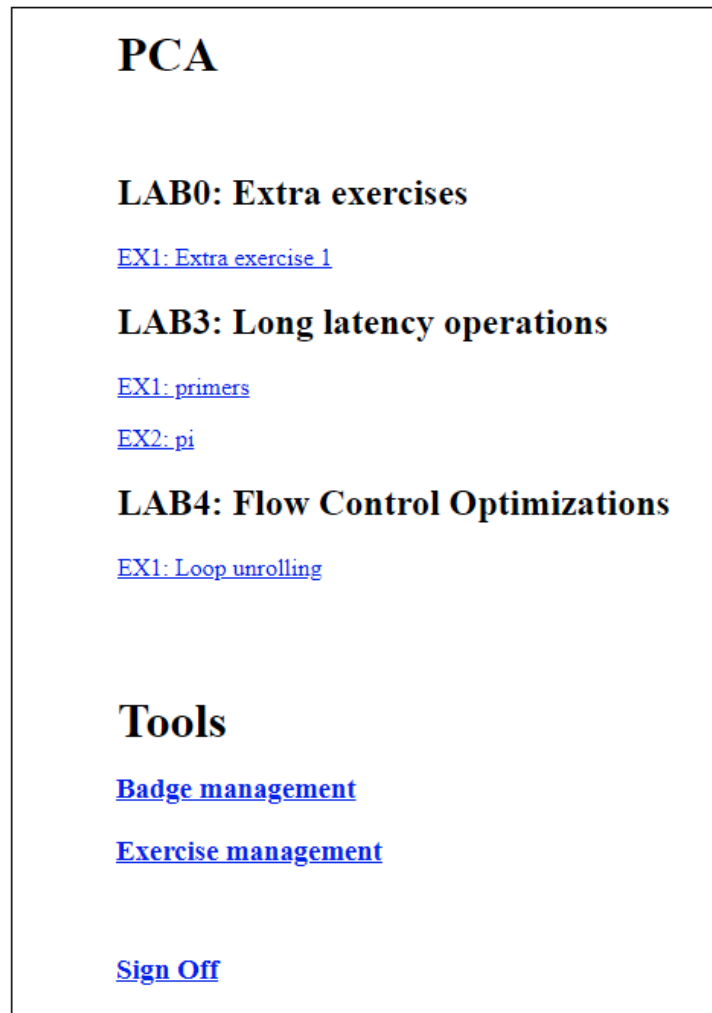 PCA
LAB0: Extra exercises
EX1: Extra exercise 1
LAB3: Long latency operations
EX1: primers
EX2: pi
LAB4: Flow Control Optimizations
EX1: Loop unrolling
Tools
Badge management
Exercise management
Sign Off